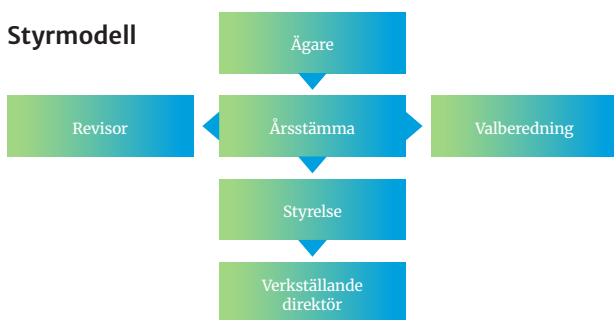 Styrmodell
Ägare
Revisor
Årsstämma
Valberedning
Styrelse
Verkställande
direktör